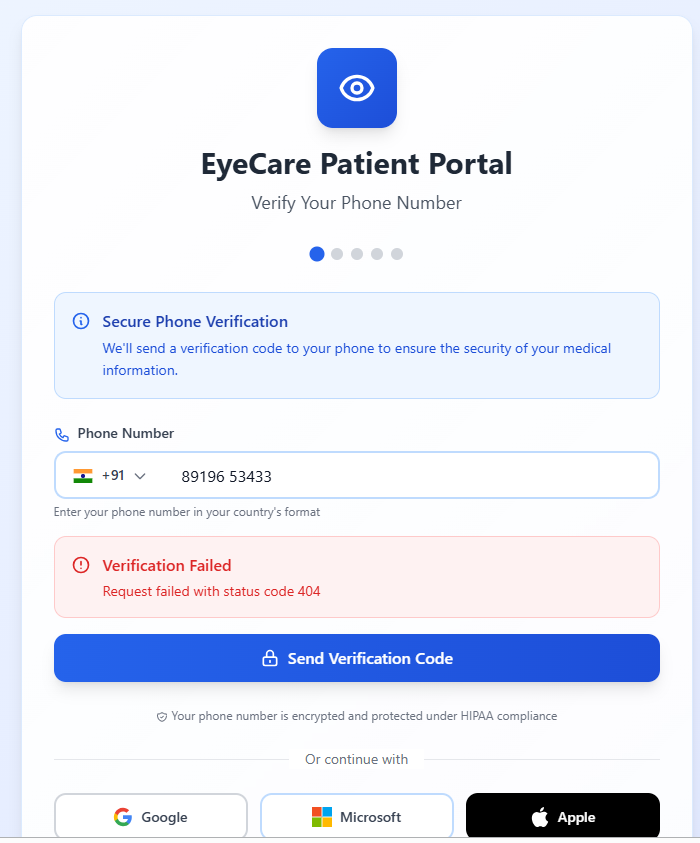 EyeCare Patient Portal
Verify Your Phone Number
Secure Phone Verification
We'll send a verification code to your phone to ensure the security of your medical
information.
Phone Number
+91 89196 53433
Enter your phone number in your country's format
Verification Failed
Request failed with status code 404
Send Verification Code
Your phone number is encrypted and protected under HIPAA compliance
Or continue with
Google Microsoft Apple